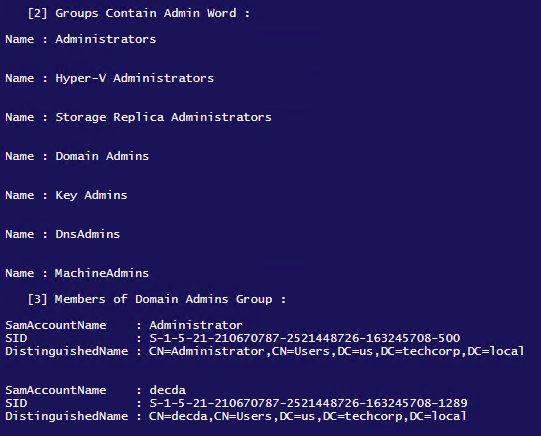 [2] Groups Contain Admin Word :
Name : Administrators
Name : Hyper-V Administrators
Name : Storage Replica Administrators
Name : Domain Admins
Name : Key Admins
Name : DnsAdmins
Name : MachineAdmins
[3] Members of Domain Admins Group :
SamAccountName : Administrator
SID : S-1-5-21-210670787-2521448726-163245708-500
DistinguishedName : CN=Administrator,CN=Users,DC=us,DC=techcorp,DC=local
SamAccountName : decda
SID : S-1-5-21-210670787-2521448726-163245708-1289
DistinguishedName : CN=decda,CN=Users,DC=us,DC=techcorp,DC=local